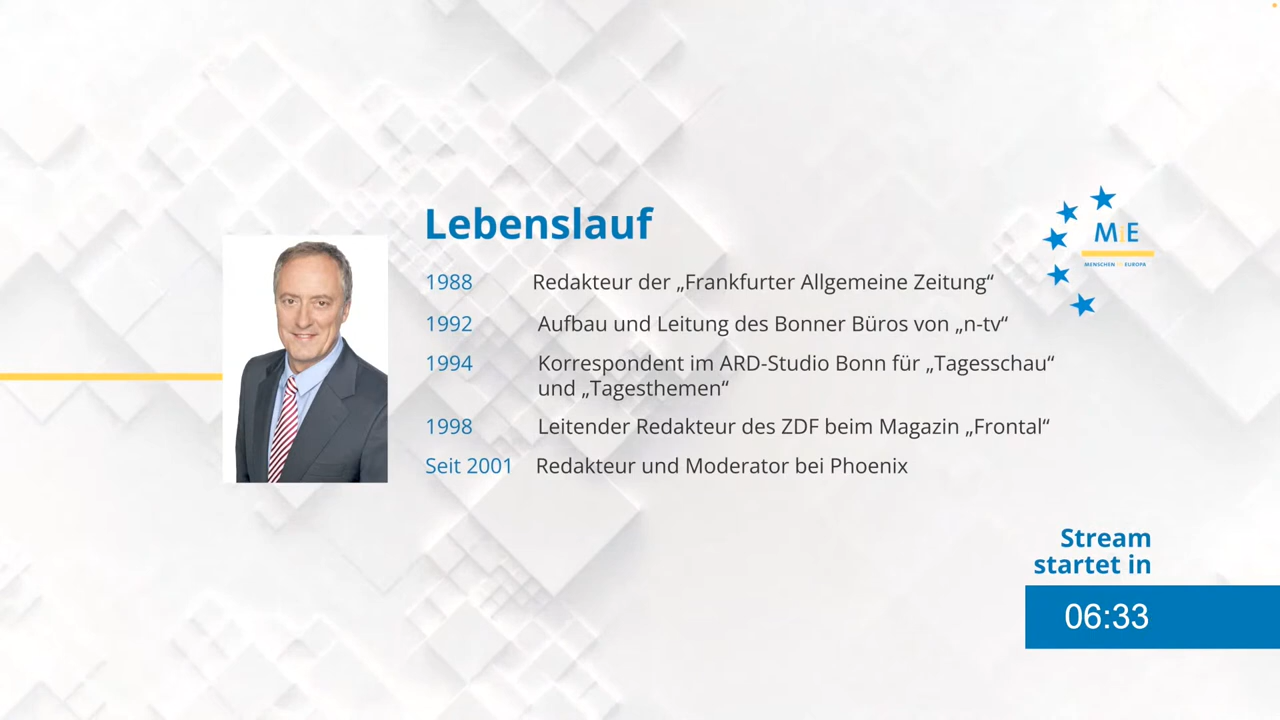 Lebenslauf
1988 Redakteur der „Frankfurter Allgemeine Zeitung“
1992 Aufbau und Leitung des Bonner Büros von „n-tv“
1994 Korrespondent im ARD-Studio Bonn für „Tagesschau“
und „Tagesthemen“
1998 Leitender Redakteur des ZDF beim Magazin „Frontal“
Seit 2001 Redakteur und Moderator bei Phoenix
MiE
MENSCHEN IN EUROPA
Stream
startet in
06:33